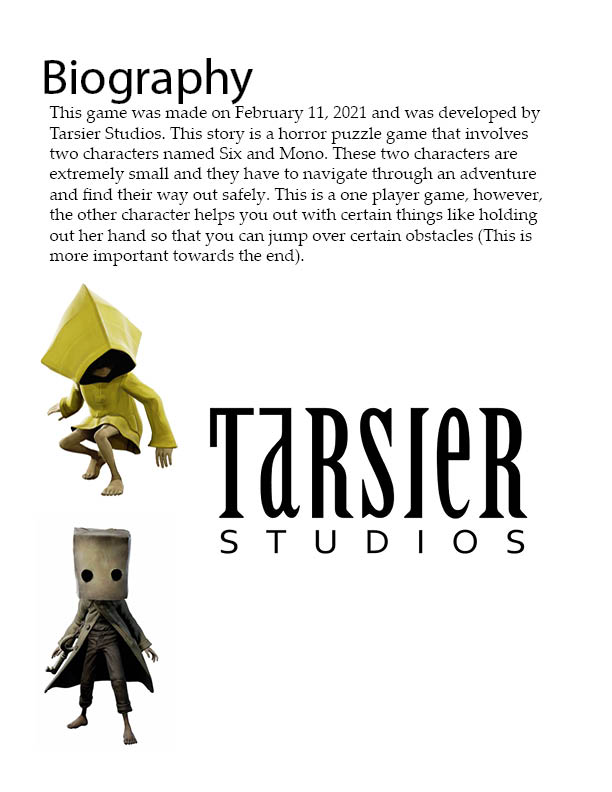 Biography
This game was made on February 11, 2021 and was developed by
Tarsier Studios. This story is a horror puzzle game that involves
two characters named Six and Mono. These two characters are
extremely small and they have to navigate through an adventure
and find their way out safely. This is a one player game, however,
the other character helps you out with certain things like holding
out her hand so that you can jump over certain obstacles (This is
more important towards the end).
TaRSIeR
STUDIOS